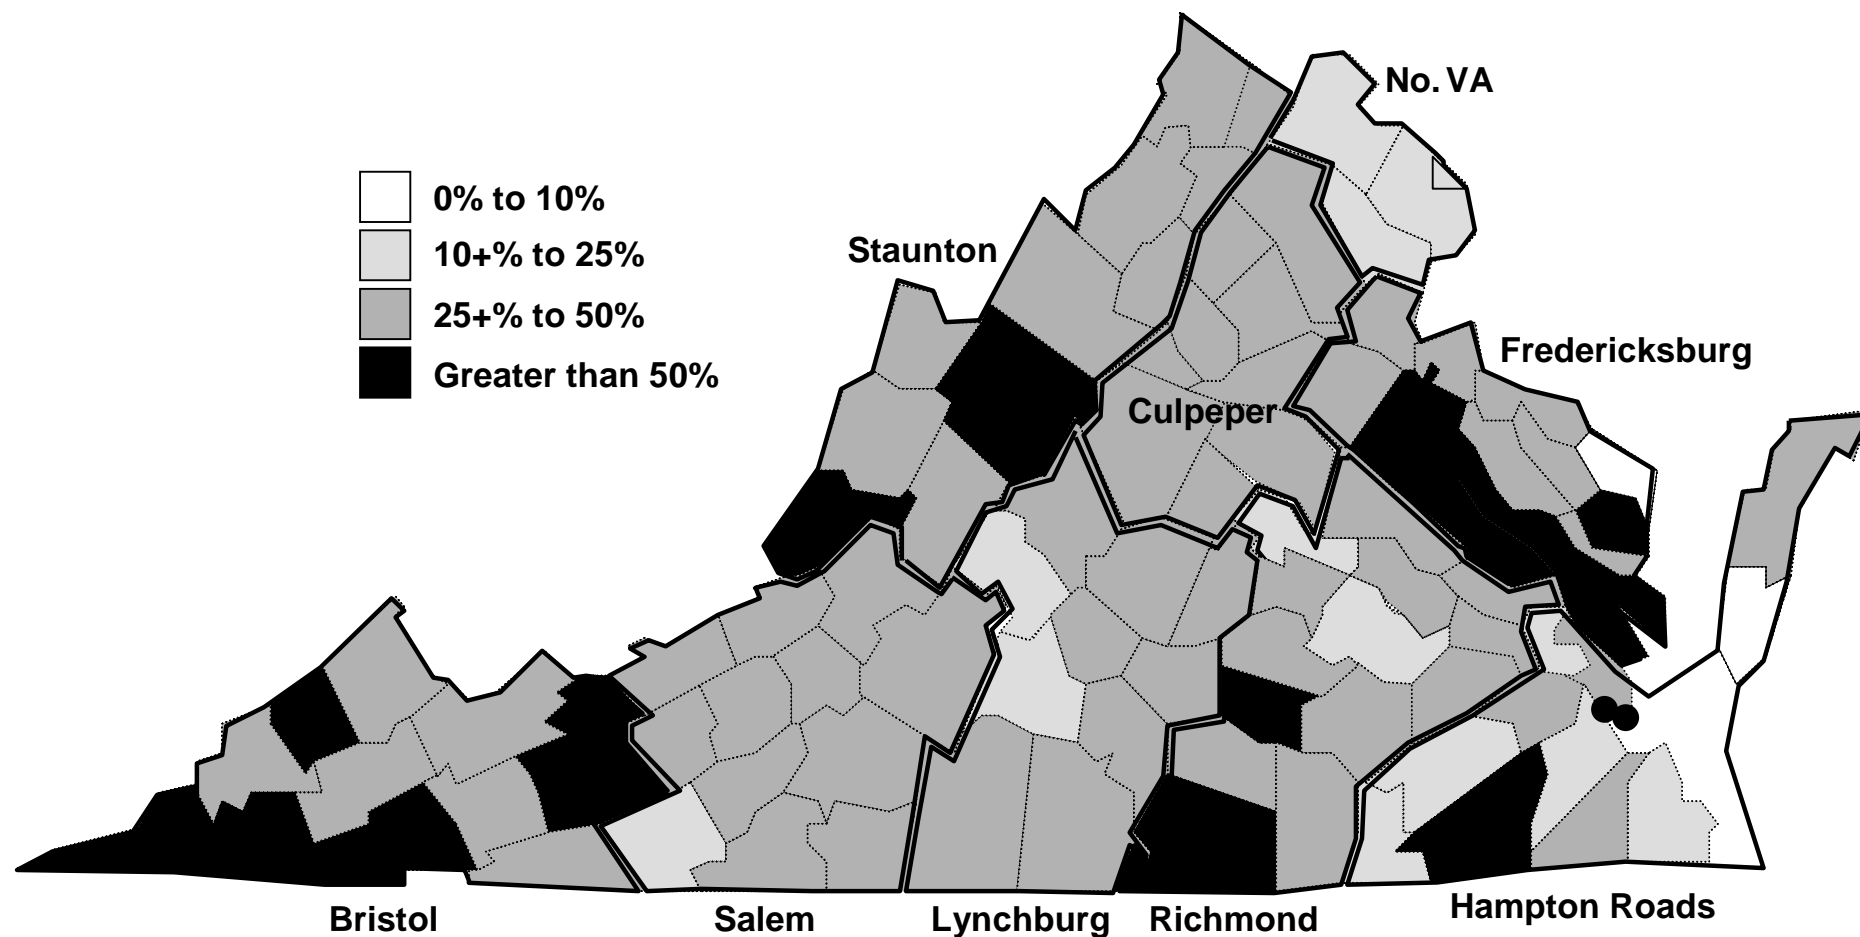 No. VA
0% to 10%
Staunton
10+% to 25%
25+% to 50%
Fredericksburg
Greater than 50%
Culpeper
Bristol
Salem
Lynchburg
Richmond
Hampton Roads